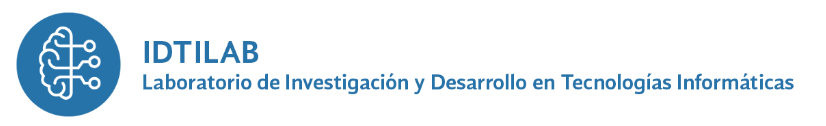 IDTILAB
Laboratorio de Investigación y Desarrollo en Tecnologías Informáticas